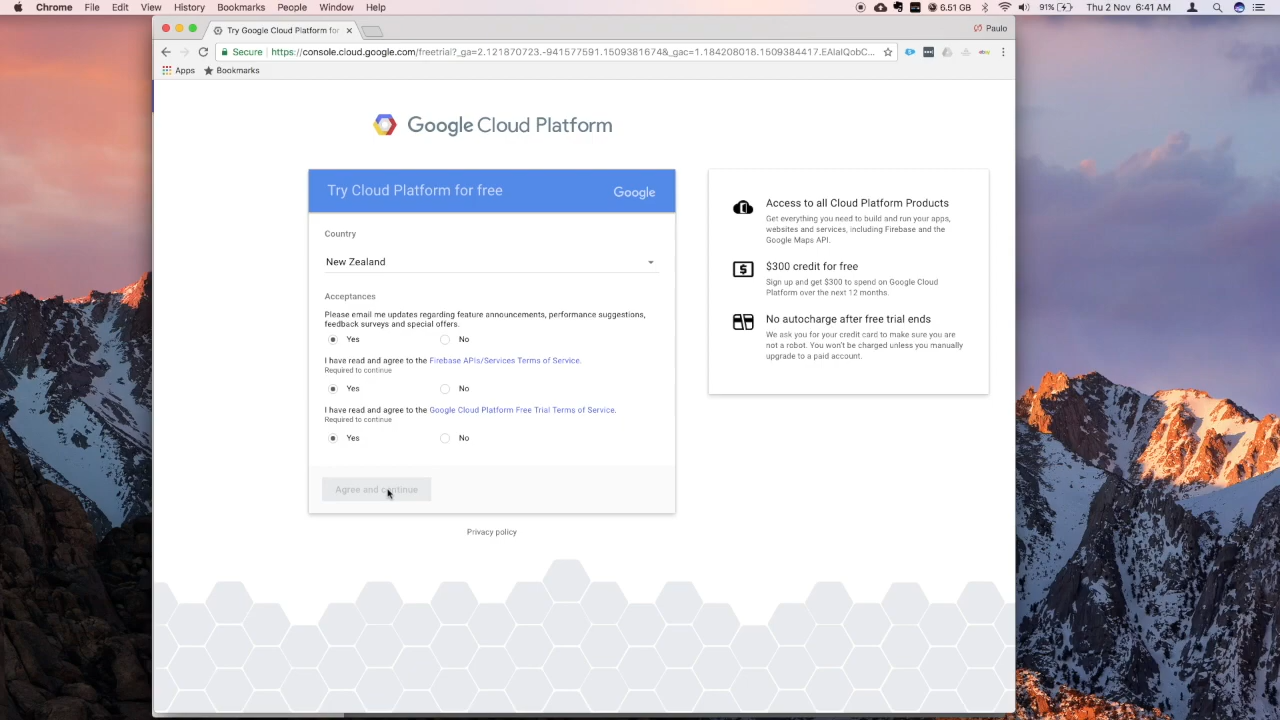 Chrome File Edit View History Bookmarks People Window Help 6.51 GB 91% Thu 2 Nov 6:41 AM
Try Google Cloud Platform for Paulo
Secure https://console.cloud.google.com/freetrial?_ga=2.121870723.-941577591.1509381674&_gac=1.184208018.1509384417.EAIaIQobC...
Apps Bookmarks
Google Cloud Platform
Try Cloud Platform for free Google
Country
New Zealand
Acceptances
Please email me updates regarding feature announcements, performance suggestions,
feedback surveys and special offers.
Yes No
I have read and agree to the Firebase APIs/Services Terms of Service.
Required to continue
Yes No
I have read and agree to the Google Cloud Platform Free Trial Terms of Service.
Required to continue
Yes No
Agree and continue
Privacy policy
Access to all Cloud Platform Products
Get everything you need to build and run your apps,
websites and services, including Firebase and the
Google Maps API.
$300 credit for free
Sign up and get $300 to spend on Google Cloud
Platform over the next 12 months.
No autocharge after free trial ends
We ask you for your credit card to make sure you are
not a robot. You won't be charged unless you manually
upgrade to a paid account.